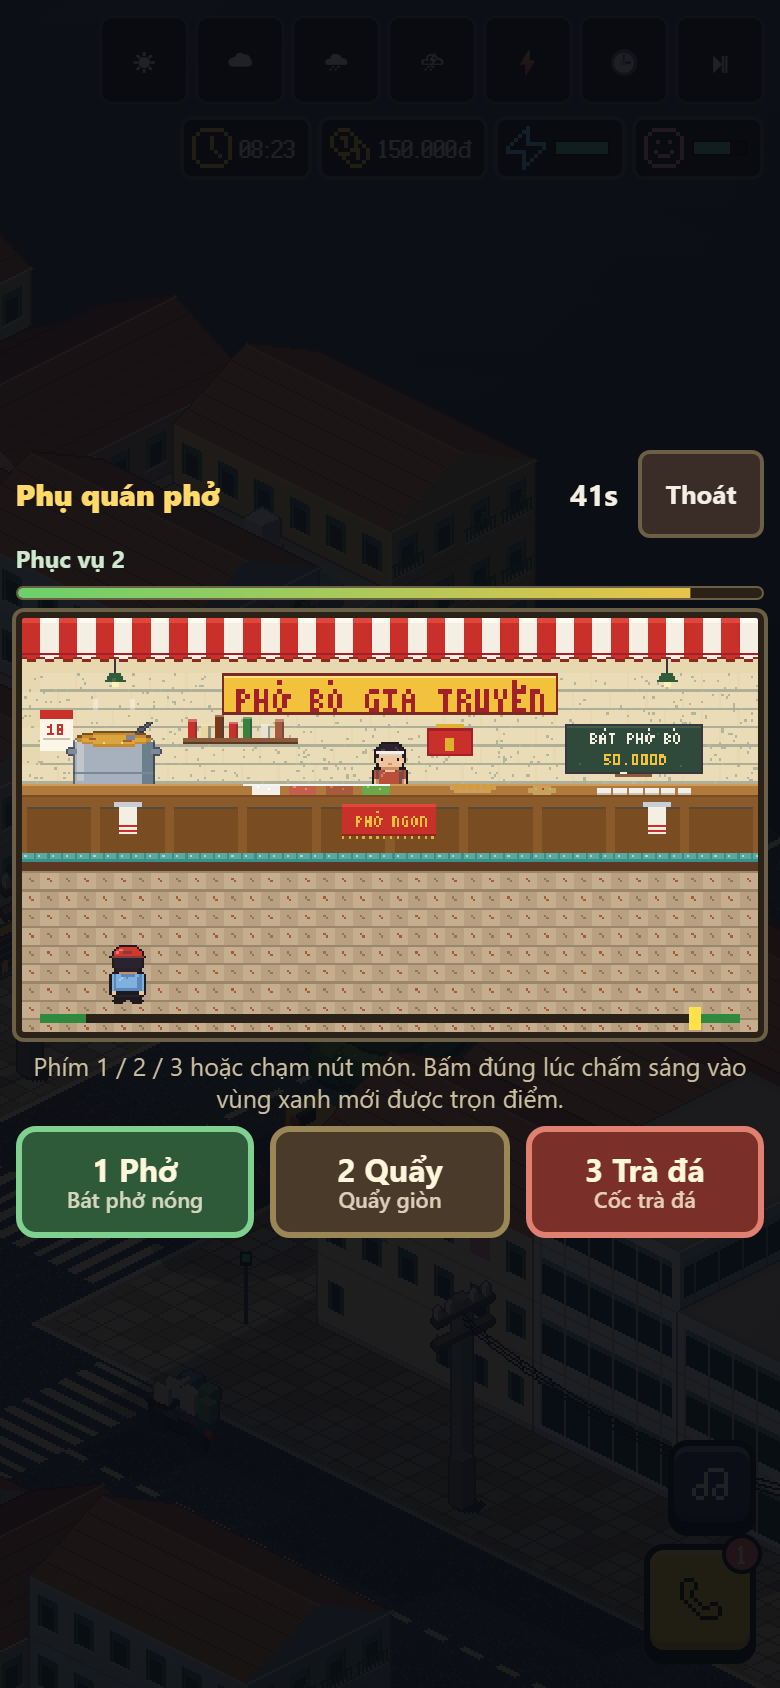 08:23
150.000đ
Phụ quán phở
41s
Thoát
Phục vụ 2
PHỞ BÒ GIA TRUYỀN
18
BÁT PHỞ BÒ
50.000Đ
PHỞ NGON
Phím 1 / 2 / 3 hoặc chạm nút món. Bấm đúng lúc chấm sáng vào
vùng xanh mới được trọn điểm.
1 Phở
Bát phở nóng
2 Quẩy
Quẩy giòn
3 Trà đá
Cốc trà đá
1